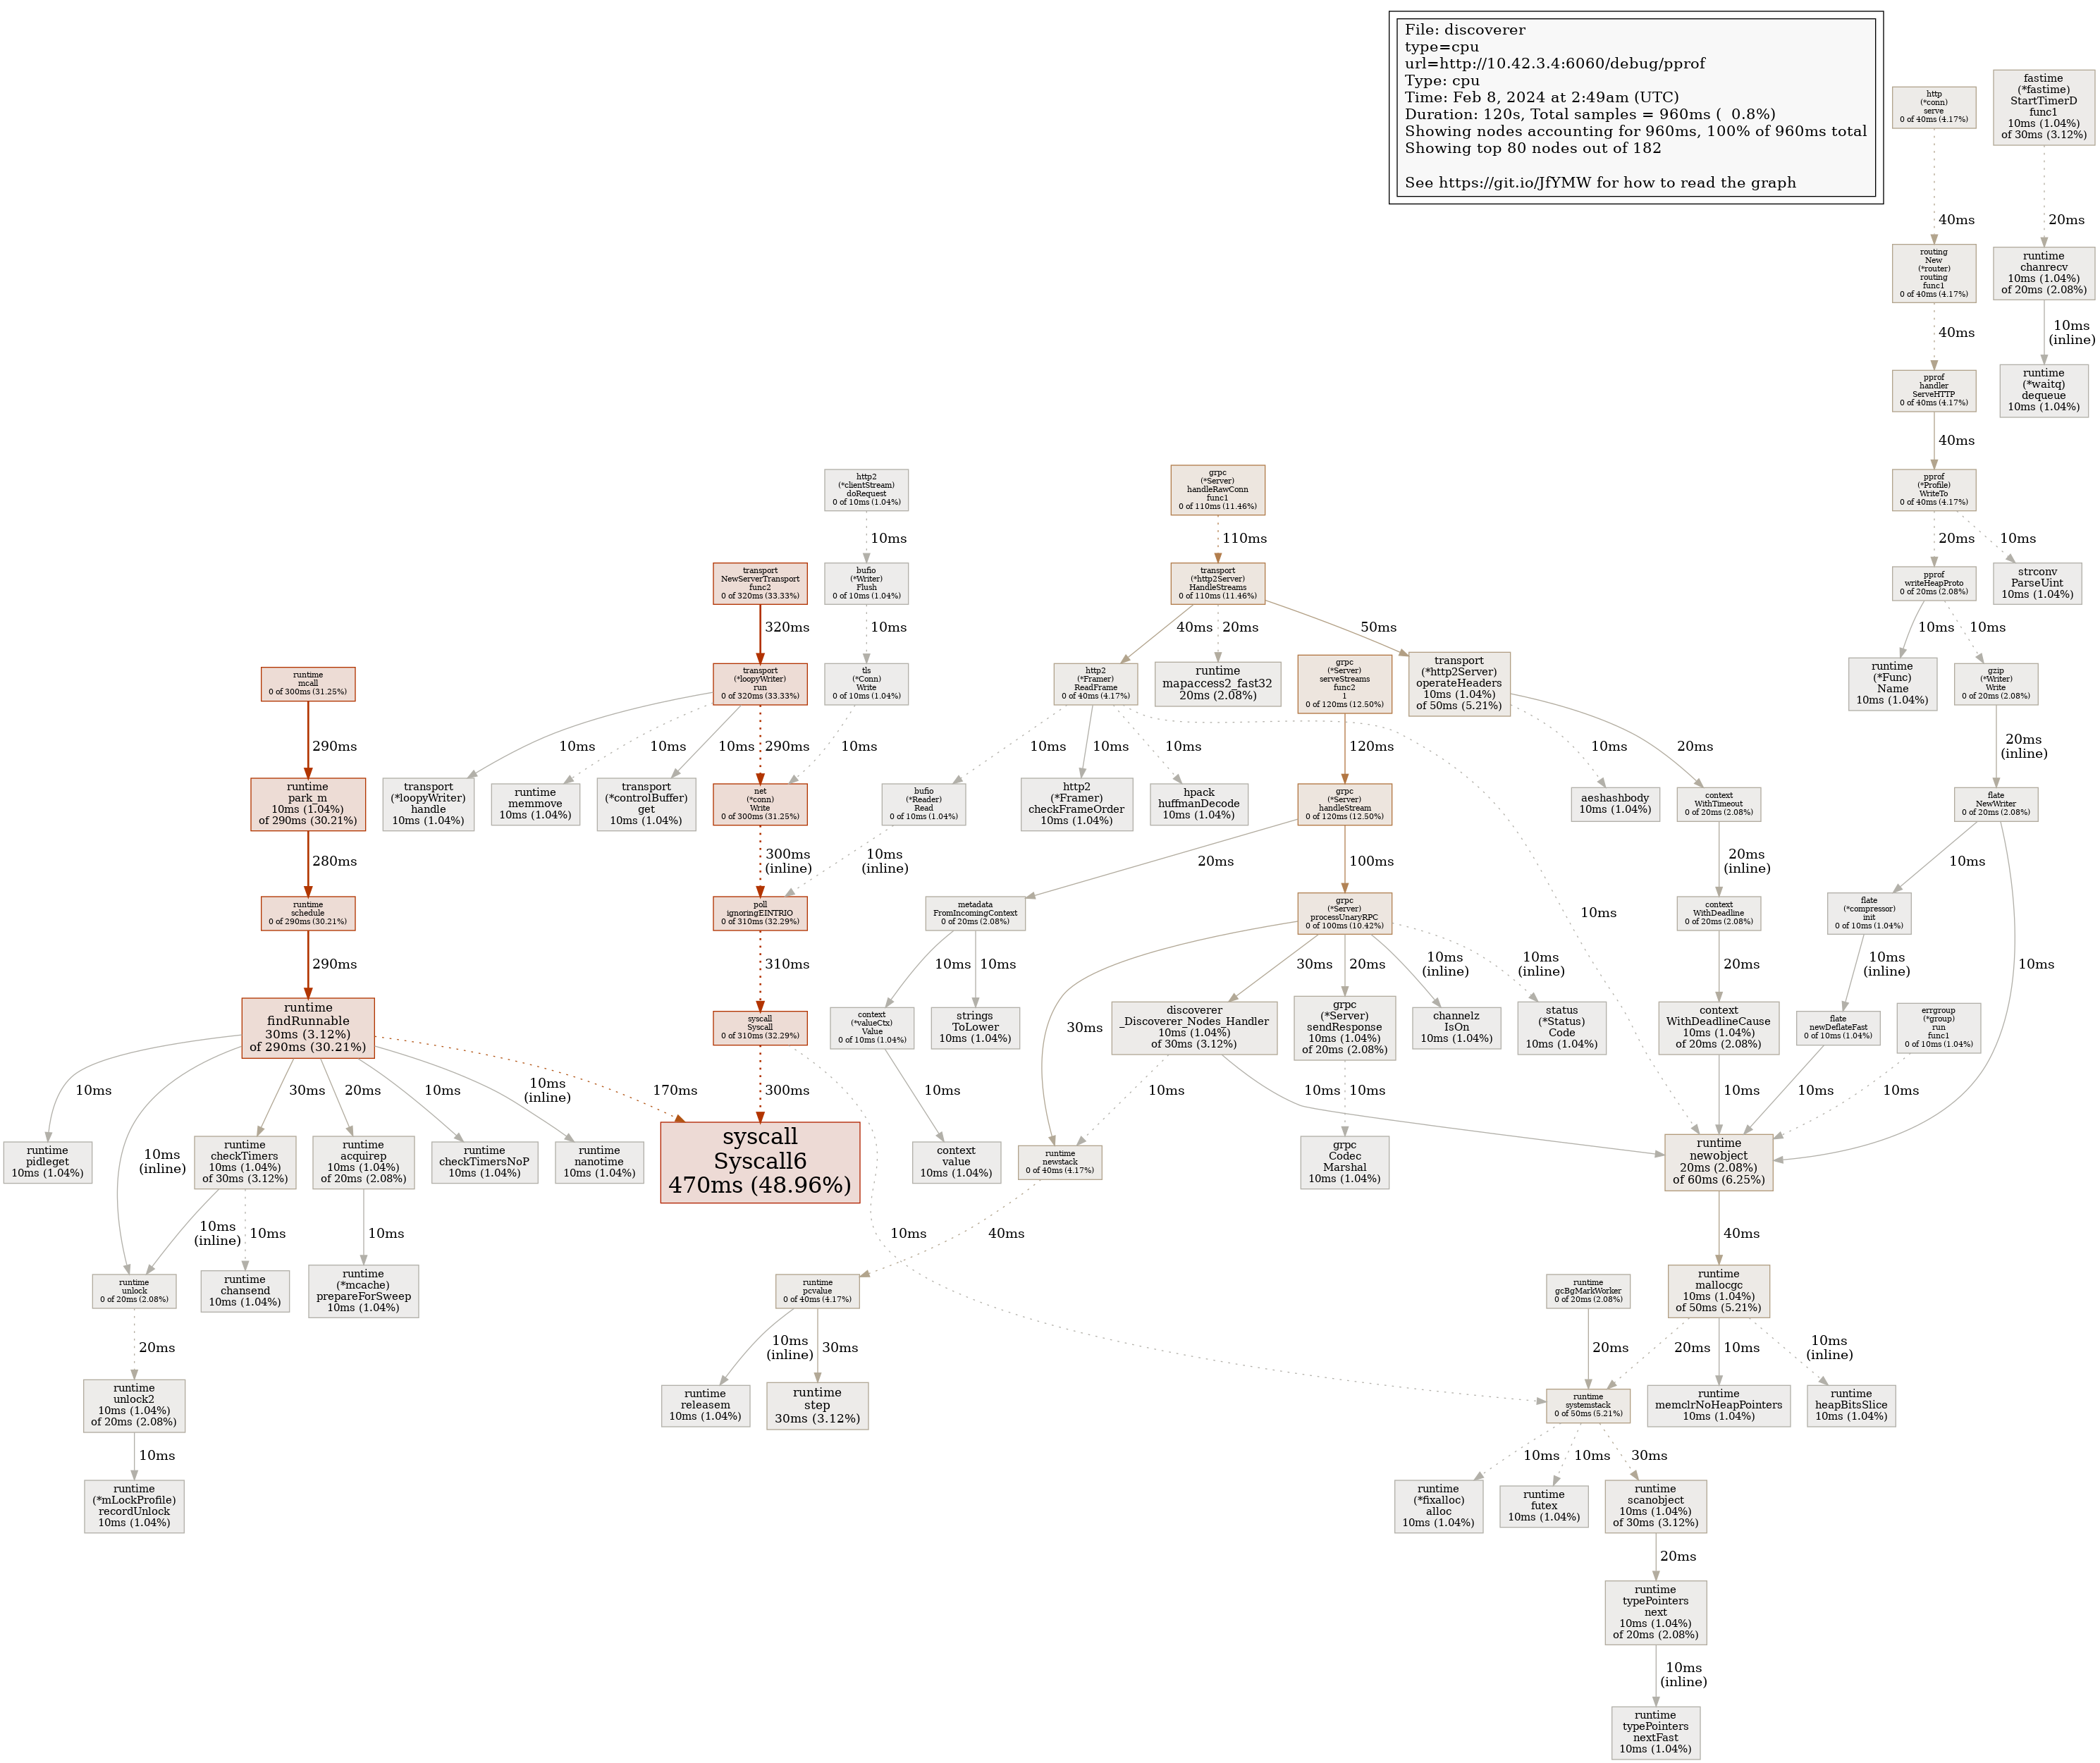 File: discoverer
type=cpu
url=http://10.42.3.4:6060/debug/pprof
Type: cpu
Time: Feb 8, 2024 at 2:49am (UTC)
Duration: 120s, Total samples = 960ms (  0.8%)
Showing nodes accounting for 960ms, 100% of 960ms total
Showing top 80 nodes out of 182
See https://git.io/JfYMW for how to read the graph
http
(*conn)
serve
0 of 40ms (4.17%)
fastime
(*fastime)
StartTimerD
func1
10ms (1.04%)
of 30ms (3.12%)
40ms
20ms
routing
New
(*router)
routing
func1
0 of 40ms (4.17%)
runtime
chanrecv
10ms (1.04%)
of 20ms (2.08%)
40ms
10ms
(inline)
pprof
handler
ServeHTTP
0 of 40ms (4.17%)
runtime
(*waitq)
dequeue
10ms (1.04%)
40ms
http2
(*clientStream)
doRequest
0 of 10ms (1.04%)
grpc
(*Server)
handleRawConn
func1
0 of 110ms (11.46%)
pprof
(*Profile)
WriteTo
0 of 40ms (4.17%)
10ms
110ms
20ms
10ms
transport
NewServerTransport
func2
0 of 320ms (33.33%)
bufio
(*Writer)
Flush
0 of 10ms (1.04%)
transport
(*http2Server)
HandleStreams
0 of 110ms (11.46%)
pprof
writeHeapProto
0 of 20ms (2.08%)
strconv
ParseUint
10ms (1.04%)
320ms
10ms
40ms
20ms
50ms
10ms
10ms
runtime
mcall
0 of 300ms (31.25%)
transport
(*loopyWriter)
run
0 of 320ms (33.33%)
tls
(*Conn)
Write
0 of 10ms (1.04%)
http2
(*Framer)
ReadFrame
0 of 40ms (4.17%)
runtime
mapaccess2_fast32
20ms (2.08%)
grpc
(*Server)
serveStreams
func2
1
0 of 120ms (12.50%)
transport
(*http2Server)
operateHeaders
10ms (1.04%)
of 50ms (5.21%)
runtime
(*Func)
Name
10ms (1.04%)
gzip
(*Writer)
Write
0 of 20ms (2.08%)
290ms
10ms
10ms
10ms
290ms
10ms
10ms
10ms
10ms
120ms
10ms
20ms
20ms
(inline)
runtime
park_m
10ms (1.04%)
of 290ms (30.21%)
transport
(*loopyWriter)
handle
10ms (1.04%)
runtime
memmove
10ms (1.04%)
transport
(*controlBuffer)
get
10ms (1.04%)
net
(*conn)
Write
0 of 300ms (31.25%)
bufio
(*Reader)
Read
0 of 10ms (1.04%)
http2
(*Framer)
checkFrameOrder
10ms (1.04%)
hpack
huffmanDecode
10ms (1.04%)
grpc
(*Server)
handleStream
0 of 120ms (12.50%)
aeshashbody
10ms (1.04%)
context
WithTimeout
0 of 20ms (2.08%)
flate
NewWriter
0 of 20ms (2.08%)
280ms
300ms
(inline)
10ms
(inline)
20ms
100ms
20ms
(inline)
10ms
runtime
schedule
0 of 290ms (30.21%)
poll
ignoringEINTRIO
0 of 310ms (32.29%)
metadata
FromIncomingContext
0 of 20ms (2.08%)
grpc
(*Server)
processUnaryRPC
0 of 100ms (10.42%)
10ms
context
WithDeadline
0 of 20ms (2.08%)
flate
(*compressor)
init
0 of 10ms (1.04%)
290ms
310ms
10ms
10ms
30ms
20ms
10ms
(inline)
10ms
(inline)
20ms
10ms
(inline)
10ms
runtime
findRunnable
30ms (3.12%)
of 290ms (30.21%)
syscall
Syscall
0 of 310ms (32.29%)
context
(*valueCtx)
Value
0 of 10ms (1.04%)
strings
ToLower
10ms (1.04%)
30ms
discoverer
_Discoverer_Nodes_Handler
10ms (1.04%)
of 30ms (3.12%)
grpc
(*Server)
sendResponse
10ms (1.04%)
of 20ms (2.08%)
channelz
IsOn
10ms (1.04%)
status
(*Status)
Code
10ms (1.04%)
context
WithDeadlineCause
10ms (1.04%)
of 20ms (2.08%)
flate
newDeflateFast
0 of 10ms (1.04%)
errgroup
(*group)
run
func1
0 of 10ms (1.04%)
10ms
30ms
20ms
10ms
10ms
(inline)
170ms
300ms
10ms
10ms
10ms
10ms
10ms
10ms
10ms
runtime
pidleget
10ms (1.04%)
10ms
(inline)
runtime
checkTimers
10ms (1.04%)
of 30ms (3.12%)
runtime
acquirep
10ms (1.04%)
of 20ms (2.08%)
runtime
checkTimersNoP
10ms (1.04%)
runtime
nanotime
10ms (1.04%)
syscall
Syscall6
470ms (48.96%)
context
value
10ms (1.04%)
runtime
newstack
0 of 40ms (4.17%)
grpc
Codec
Marshal
10ms (1.04%)
runtime
newobject
20ms (2.08%)
of 60ms (6.25%)
10ms
(inline)
10ms
10ms
10ms
40ms
40ms
runtime
unlock
0 of 20ms (2.08%)
runtime
chansend
10ms (1.04%)
runtime
(*mcache)
prepareForSweep
10ms (1.04%)
runtime
pcvalue
0 of 40ms (4.17%)
runtime
gcBgMarkWorker
0 of 20ms (2.08%)
runtime
mallocgc
10ms (1.04%)
of 50ms (5.21%)
20ms
10ms
(inline)
30ms
20ms
20ms
10ms
10ms
(inline)
runtime
unlock2
10ms (1.04%)
of 20ms (2.08%)
runtime
releasem
10ms (1.04%)
runtime
step
30ms (3.12%)
runtime
systemstack
0 of 50ms (5.21%)
runtime
memclrNoHeapPointers
10ms (1.04%)
runtime
heapBitsSlice
10ms (1.04%)
10ms
10ms
10ms
30ms
runtime
(*mLockProfile)
recordUnlock
10ms (1.04%)
runtime
(*fixalloc)
alloc
10ms (1.04%)
runtime
futex
10ms (1.04%)
runtime
scanobject
10ms (1.04%)
of 30ms (3.12%)
20ms
runtime
typePointers
next
10ms (1.04%)
of 20ms (2.08%)
10ms
(inline)
runtime
typePointers
nextFast
10ms (1.04%)